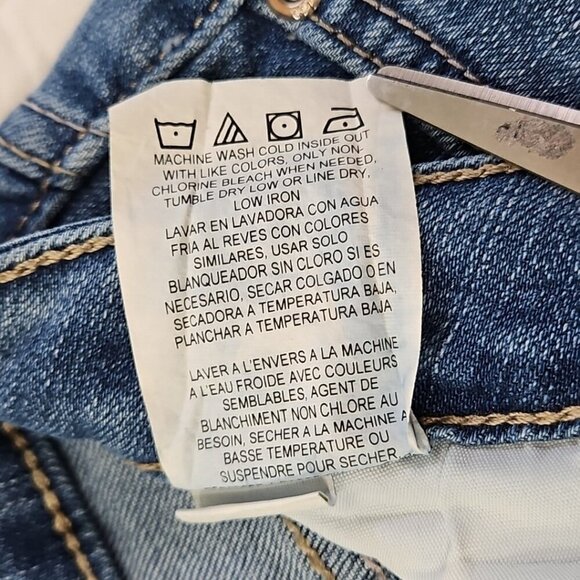 MACHINE WASH COLD INSIDE OUT
WITH LIKE COLORS, ONLY NON-
CHLORINE BLEACH WHEN NEEDED,
TUMBLE DRY LOW OR LINE DRY,
LOW IRON
LAVAR EN LAVADORA CON AGUA
FRIA AL REVES CON COLORES
SIMILARES, USAR SOLO
BLANQUEADOR SIN CLORO SI ES
NECESARIO, SECAR COLGADO O EN
SECADORA A TEMPERATURA BAJA,
PLANCHAR A TEMPERATURA BAJA
LAVER A L'ENVERS A LA MACHINE
A L'EAU FROIDE AVEC COULEURS
SEMBLABLES, AGENT DE
BLANCHIMENT NON CHLORE AU
BESOIN, SECHER A LA MACHINE A
BASSE TEMPERATURE OU
SUSPENDRE POUR SECHER